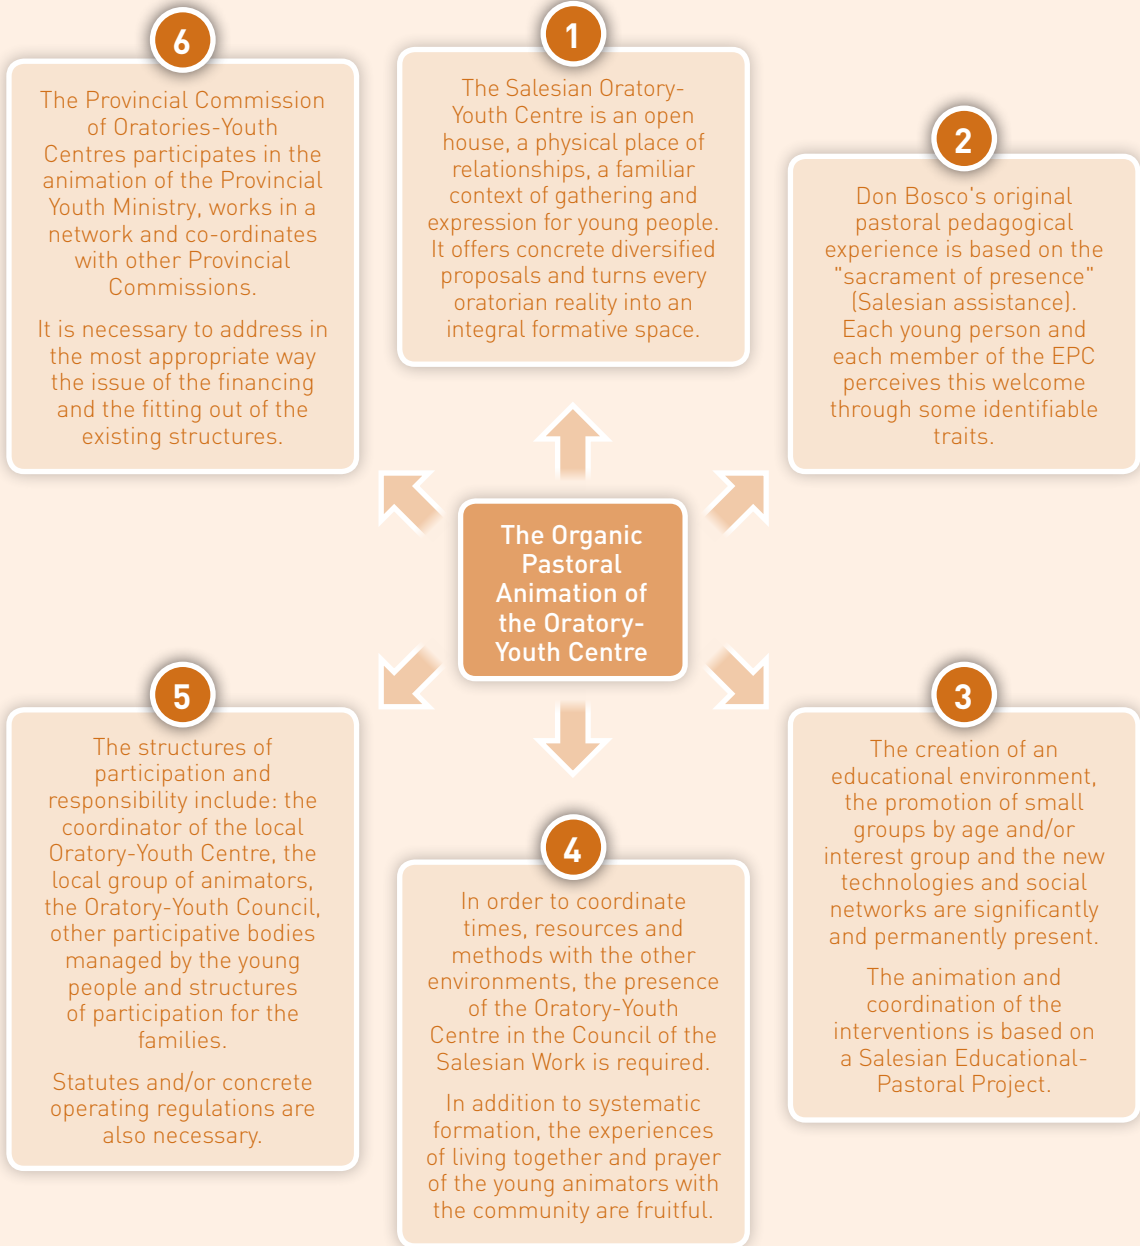 The Organic
Pastoral
Animation of
the Oratory-
Youth Centre
1
The Salesian Oratory-
Youth Centre is an open
house, a physical place of
relationships, a familiar
context of gathering and
expression for young people.
It offers concrete diversified
proposals and turns every
oratorian reality into an
integral formative space.
2
Don Bosco's original
pastoral pedagogical
experience is based on the
"sacrament of presence"
(Salesian assistance).
Each young person and
each member of the EPC
perceives this welcome
through some identifiable
traits.
3
The creation of an
educational environment,
the promotion of small
groups by age and/or
interest group and the new
technologies and social
networks are significantly
and permanently present.
The animation and
coordination of the
interventions is based on
a Salesian Educational-
Pastoral Project.
4
In order to coordinate
times, resources and
methods with the other
environments, the presence
of the Oratory-Youth
Centre in the Council of the
Salesian Work is required.
In addition to systematic
formation, the experiences
of living together and prayer
of the young animators with
the community are fruitful.
5
The structures of
participation and
responsibility include: the
coordinator of the local
Oratory-Youth Centre, the
local group of animators,
the Oratory-Youth Council,
other participative bodies
managed by the young
people and structures
of participation for the
families.
Statutes and/or concrete
operating regulations are
also necessary.
6
The Provincial Commission
of Oratories-Youth
Centres participates in the
animation of the Provincial
Youth Ministry, works in a
network and co-ordinates
with other Provincial
Commissions.
It is necessary to address in
the most appropriate way
the issue of the financing
and the fitting out of the
existing structures.